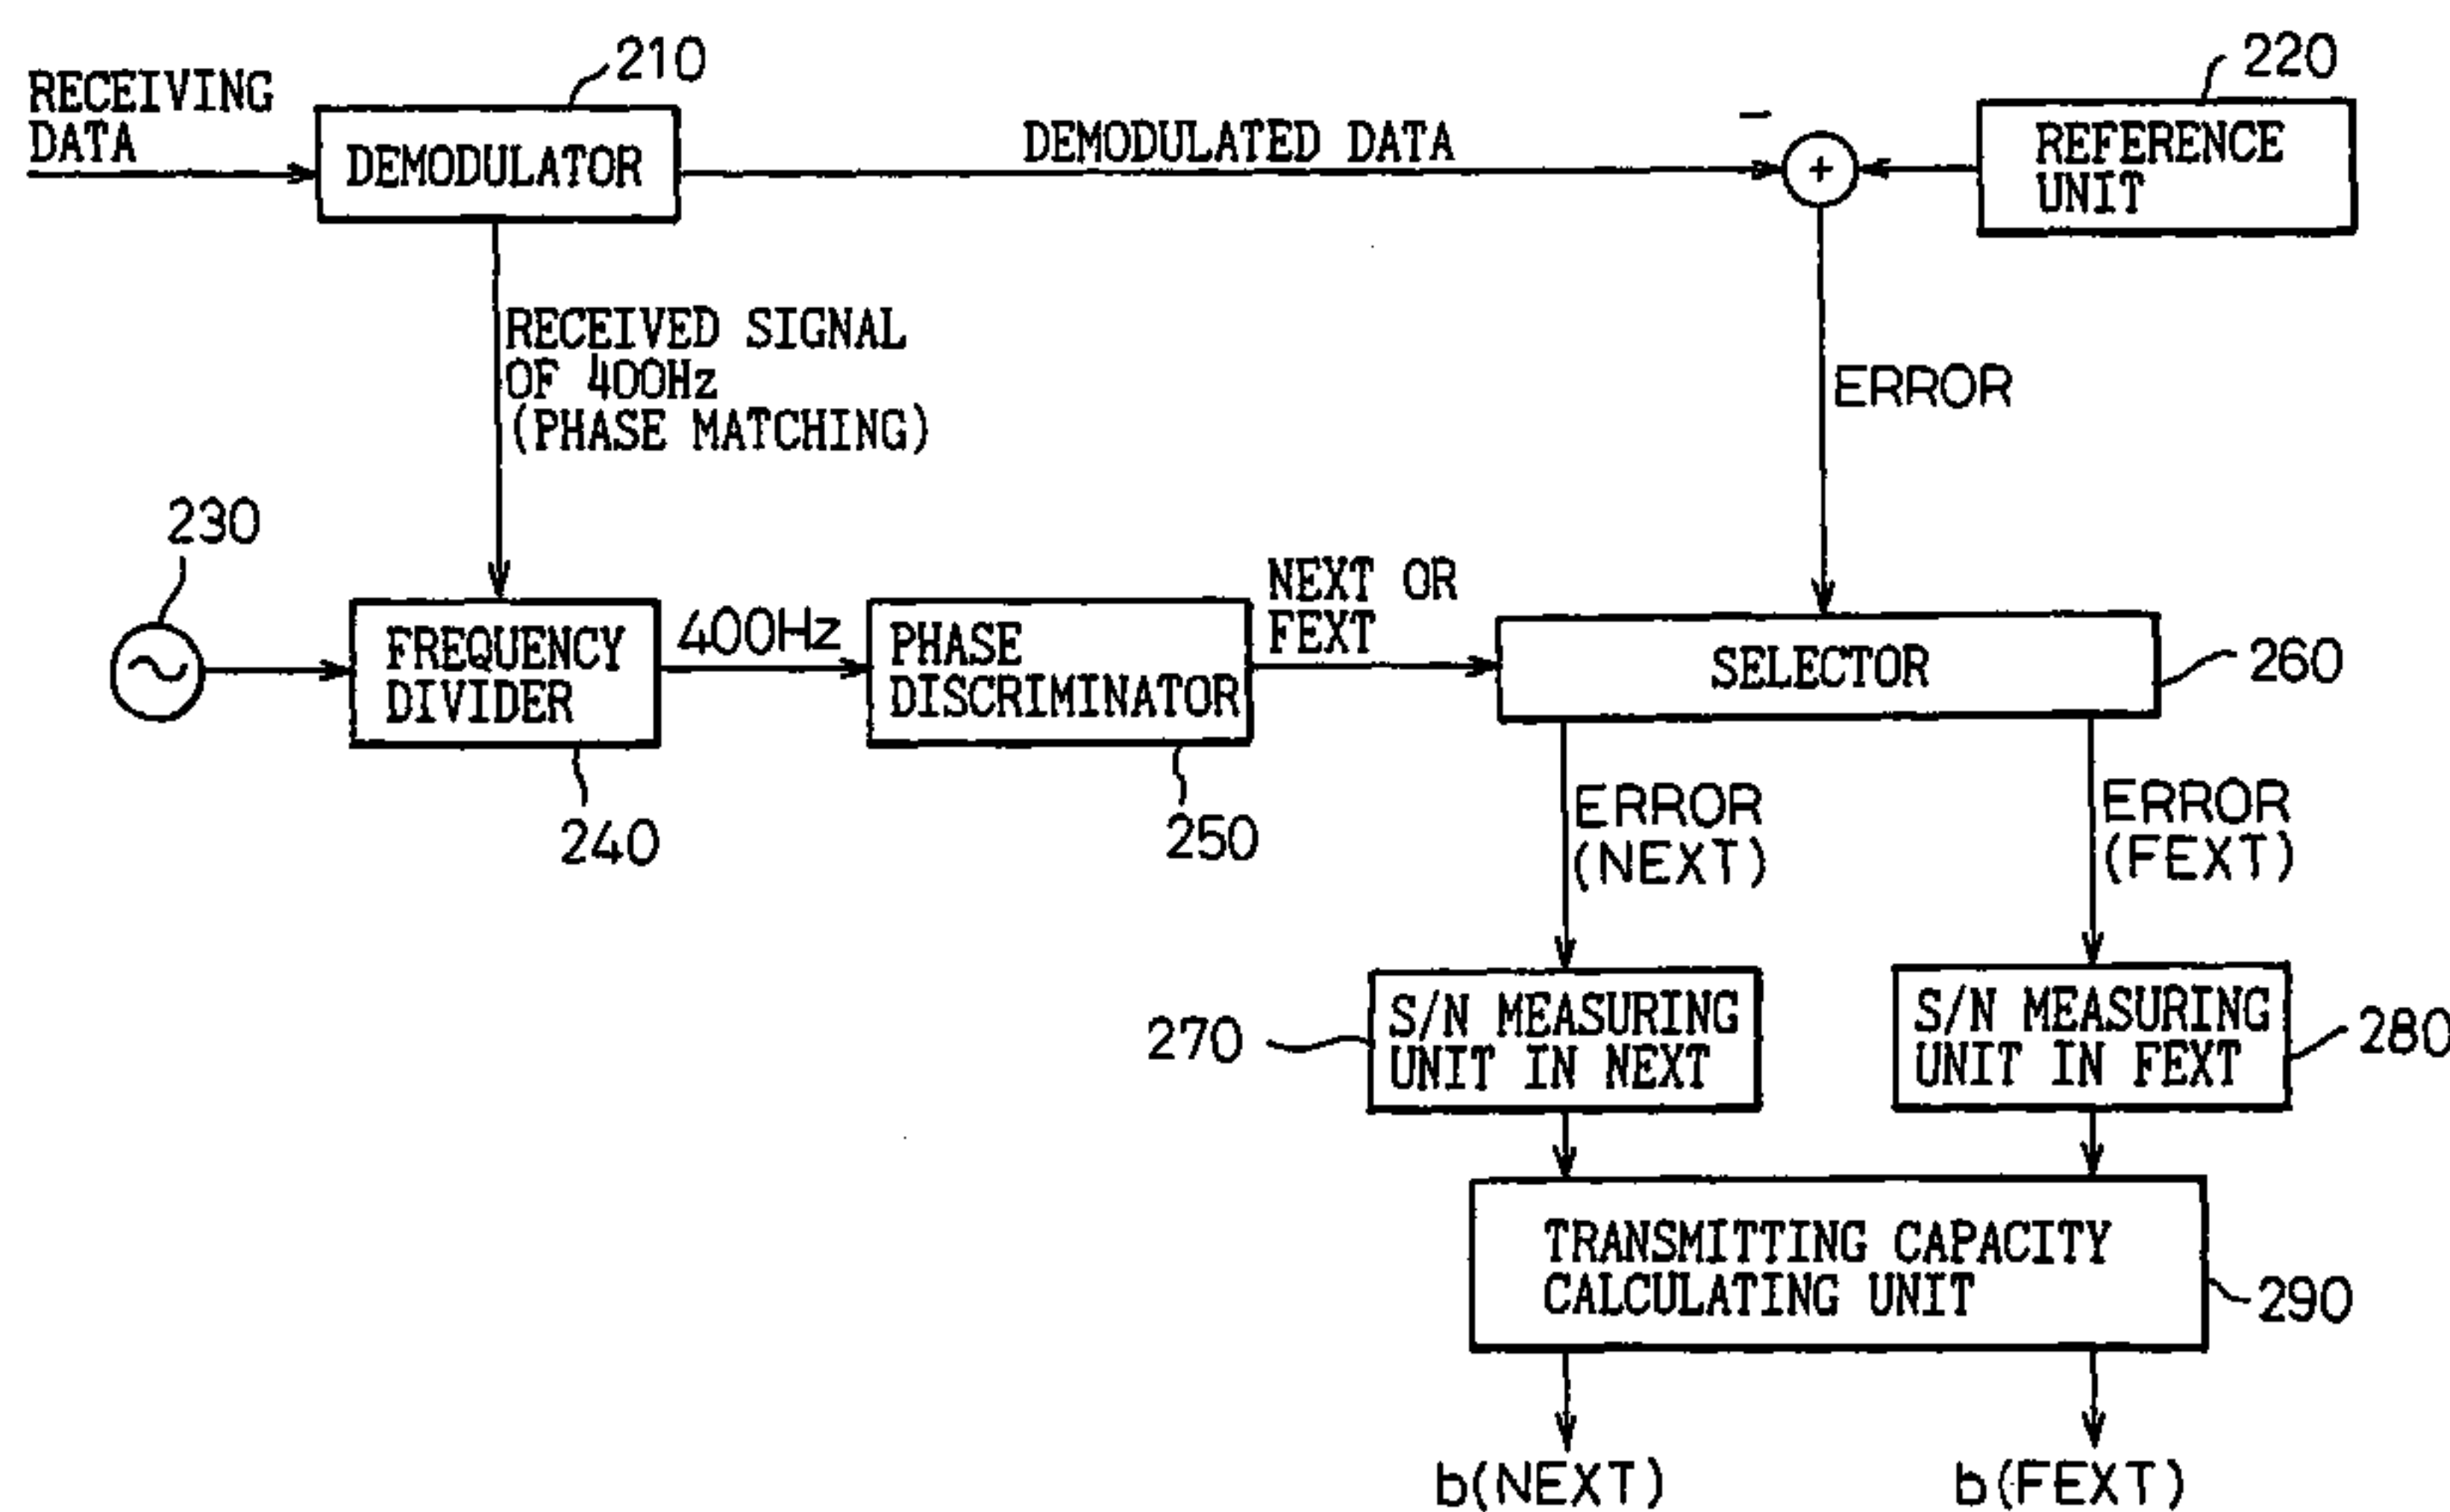 210
220
RECEIVING
DATA
DEMODULATOR
DEMODULATED DATA
−
+
REFERENCE
UNIT
RECEIVED SIGNAL
OF 400Hz
(PHASE MATCHING)
ERROR
230
FREQUENCY
DIVIDER
400Hz
PHASE
DISCRIMINATOR
NEXT OR
FEXT
SELECTOR
260
240
250
ERROR
(NEXT)
ERROR
(FEXT)
270
S/N MEASURING
UNIT IN NEXT
S/N MEASURING
UNIT IN FEXT
280
TRANSMITTING CAPACITY
CALCULATING UNIT
290
b(NEXT)
b(FEXT)